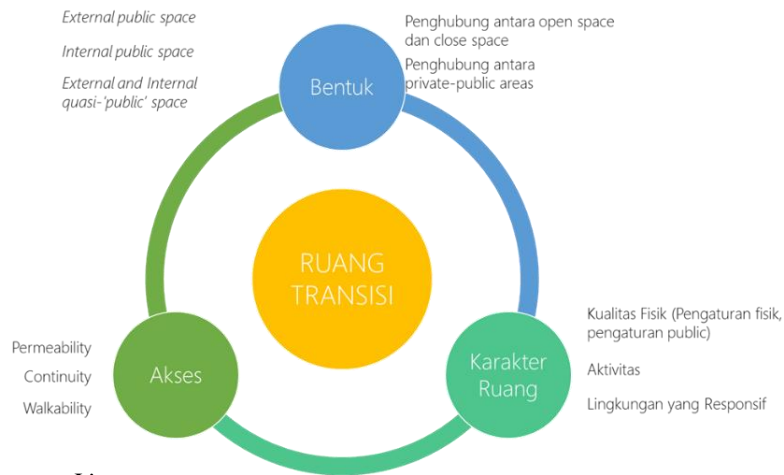 External public space
Internal public space
External and Internal
quasi-'public' space
Bentuk
Penghubung antara open space
dan close space
Penghubung antara
private-public areas
RUANG
TRANSISI
Permeability
Continuity
Walkability
Akses
Karakter
Ruang
Kualitas Fisik (Pengaturan fisik,
pengaturan public)
Aktivitas
Lingkungan yang Responsif